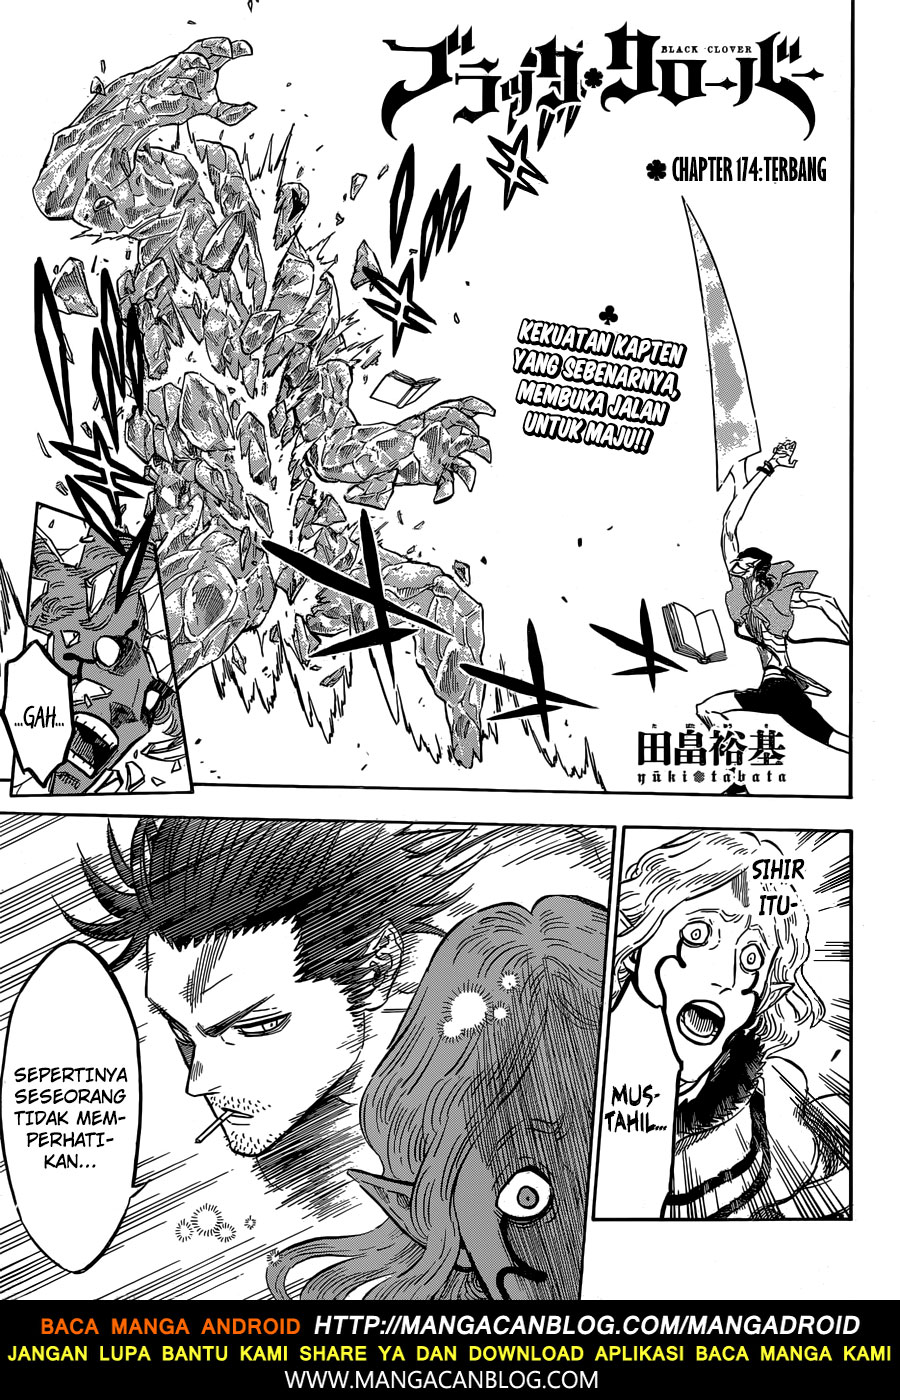 BLACK CLOVER
ブラック クローバー
CHAPTER 174:TERBANG
KEKUATAN KAPTEN
YANG SEBENARNYA,
MEMBUKA JALAN
UNTUK MAJU!!
...GAH...
田畠裕基
yūki tabata
SIHIR
ITU-
MUS-
TAHIL...
SEPERTINYA
SESEORANG
TIDAK MEM-
PERHATI-
KAN...
BACA MANGA ANDROID HTTP://MANGACANBLOG.COM/MANGADROID
JANGAN LUPA BANTU KAMI SHARE YA DAN DOWNLOAD APLIKASI BACA MANGA KAMI
WWW.MANGACANBLOG.COM